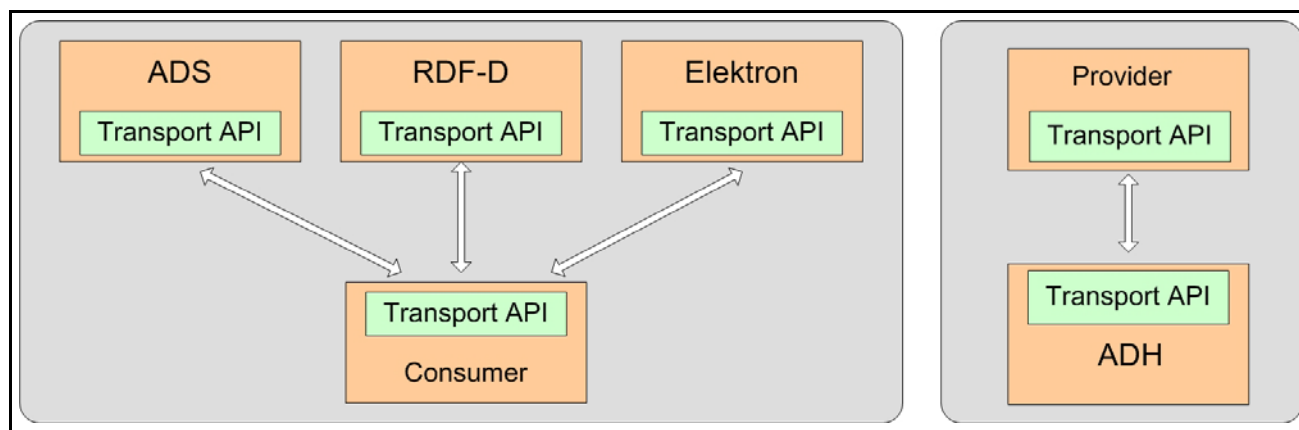 ADS
Transport API
RDF-D
Transport API
Elektron
Transport API
Transport API
Consumer
Provider
Transport API
Transport API
ADH